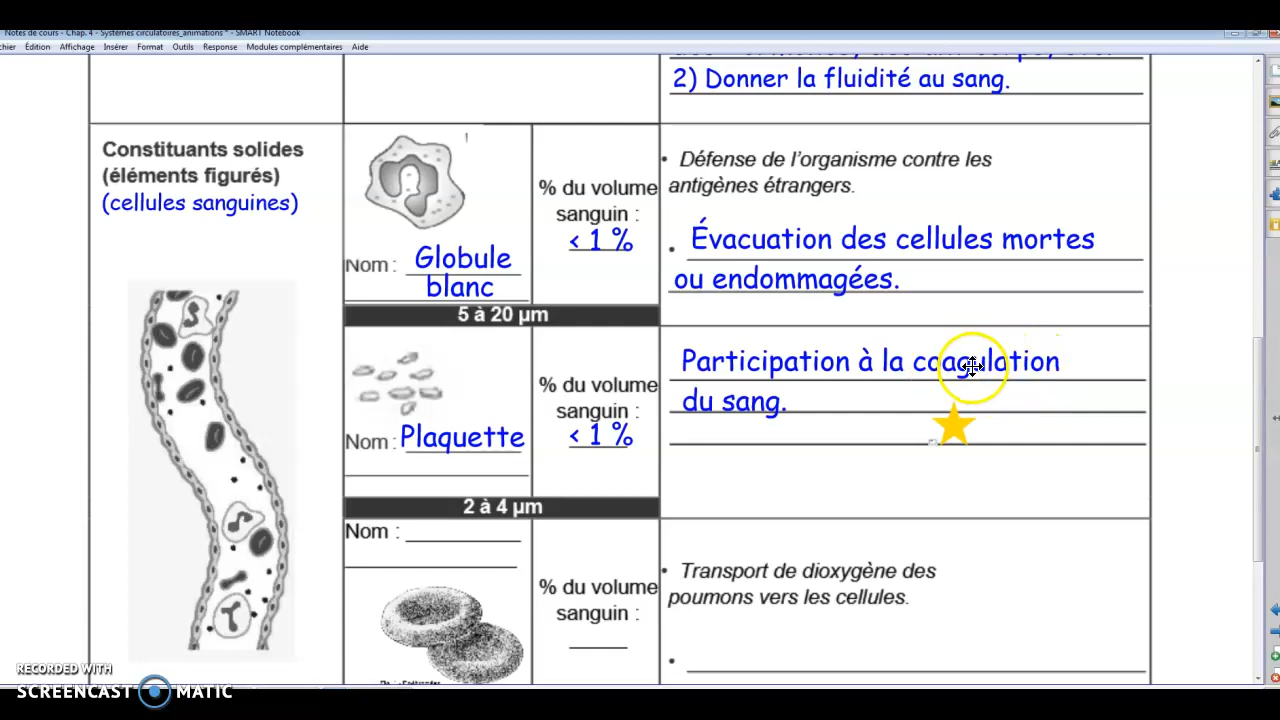 Notes de cours - Chap. 4 - Systèmes circulatoires_animations * - SMART Notebook
chier Édition Affichage Insérer Format Outils Response Modules complémentaires Aide
2) Donner la fluidité au sang.
Constituants solides
(éléments figurés)
(cellules sanguines)
Nom : Globule
blanc
5 à 20 µm
% du volume
sanguin :
< 1 %
• Défense de l'organisme contre les
antigènes étrangers.
• Évacuation des cellules mortes
ou endommagées.
Nom : Plaquette
2 à 4 µm
% du volume
sanguin :
< 1 %
Participation à la coagulation
du sang.
Nom :
% du volume
sanguin :
• Transport de dioxygène des
poumons vers les cellules.
•
RECORDED WITH
SCREENCAST MATIC